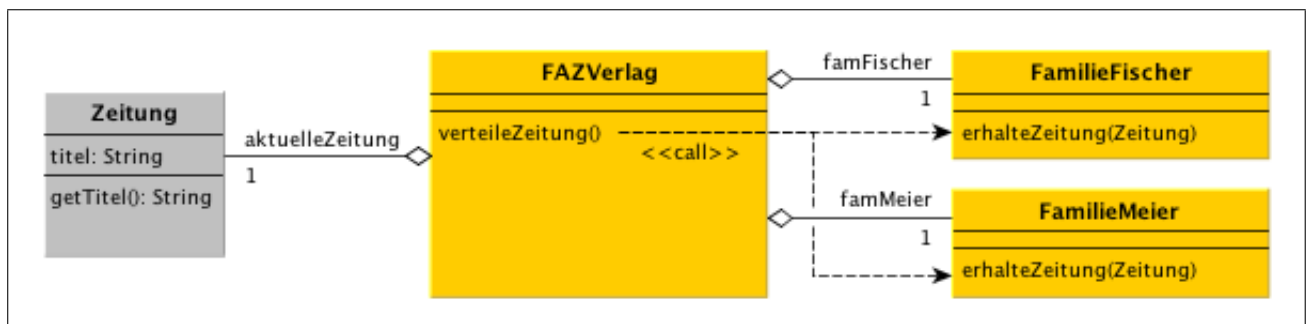 Zeitung
titel: String
getTitel(): String
aktuelleZeitung
1
FAZVerlag
verteileZeitung()
<<call>>
famFischer
1
FamilieFischer
erhalteZeitung(Zeitung)
famMeier
1
FamilieMeier
erhalteZeitung(Zeitung)